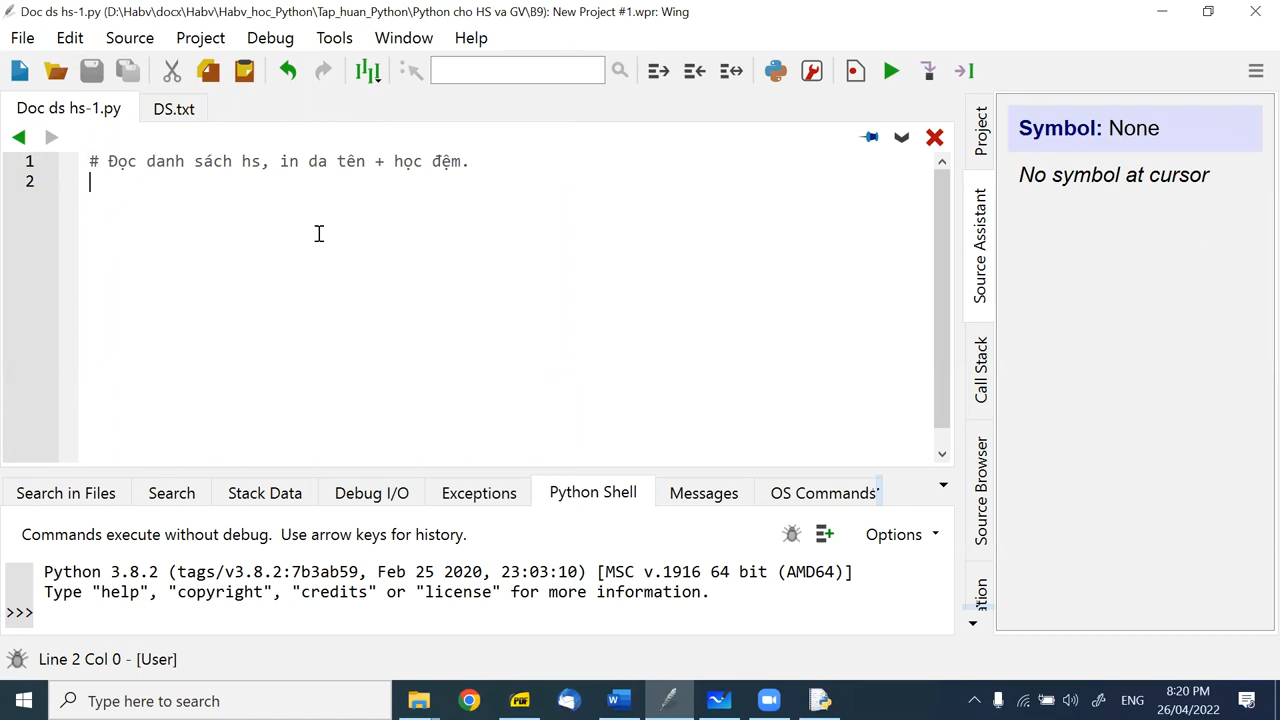 Doc ds hs-1.py (D:\Habv\docx\Habv\Habv_hoc_Python\Tap_huan_Python\Python cho HS va GV\B9): New Project #1.wpr: Wing
File Edit Source Project Debug Tools Window Help
Doc ds hs-1.py DS.txt
1 # Đọc danh sách hs, in da tên + học đệm.
2
Project
Source Assistant
Call Stack
Source Browser
Symbol: None
No symbol at cursor
Search in Files Search Stack Data Debug I/O Exceptions Python Shell Messages OS Commands
Commands execute without debug. Use arrow keys for history. Options
Python 3.8.2 (tags/v3.8.2:7b3ab59, Feb 25 2020, 23:03:10) [MSC v.1916 64 bit (AMD64)]
Type "help", "copyright", "credits" or "license" for more information.
>>>
Line 2 Col 0 - [User]
Type here to search
PDF
ENG
8:20 PM
26/04/2022